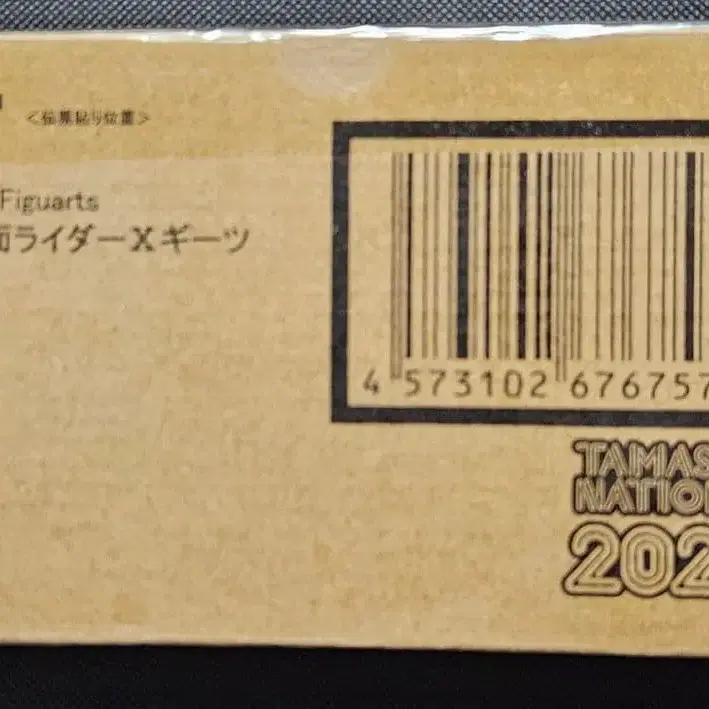 <伝票貼り位置>
Figuarts
面ライダーXギーツ
4 573102 676757
TAMAS
NATIO
202